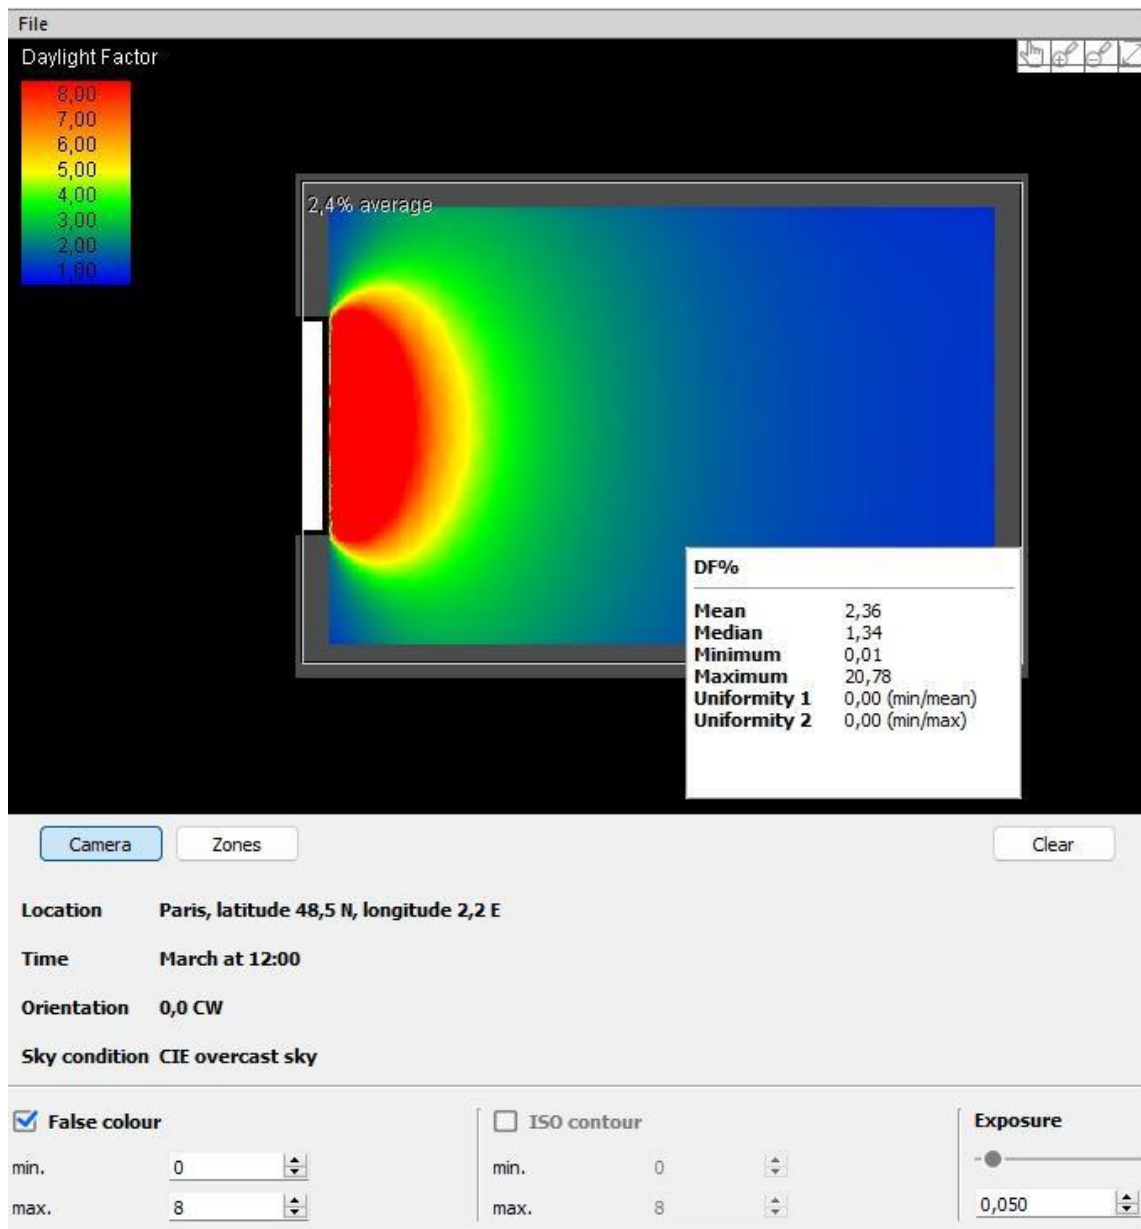 File
Daylight Factor
8,00
7,00
6,00
5,00
4,00
3,00
2,00
1,00
2,4% average
DF%
Mean 2,36
Median 1,34
Minimum 0,01
Maximum 20,78
Uniformity 1 0,00 (min/mean)
Uniformity 2 0,00 (min/max)
Camera Zones Clear
Location Paris, latitude 48,5 N, longitude 2,2 E
Time March at 12:00
Orientation 0,0 CW
Sky condition CIE overcast sky
False colour ISO contour Exposure
min. 0 min. 0
max. 8 max. 8 0,050